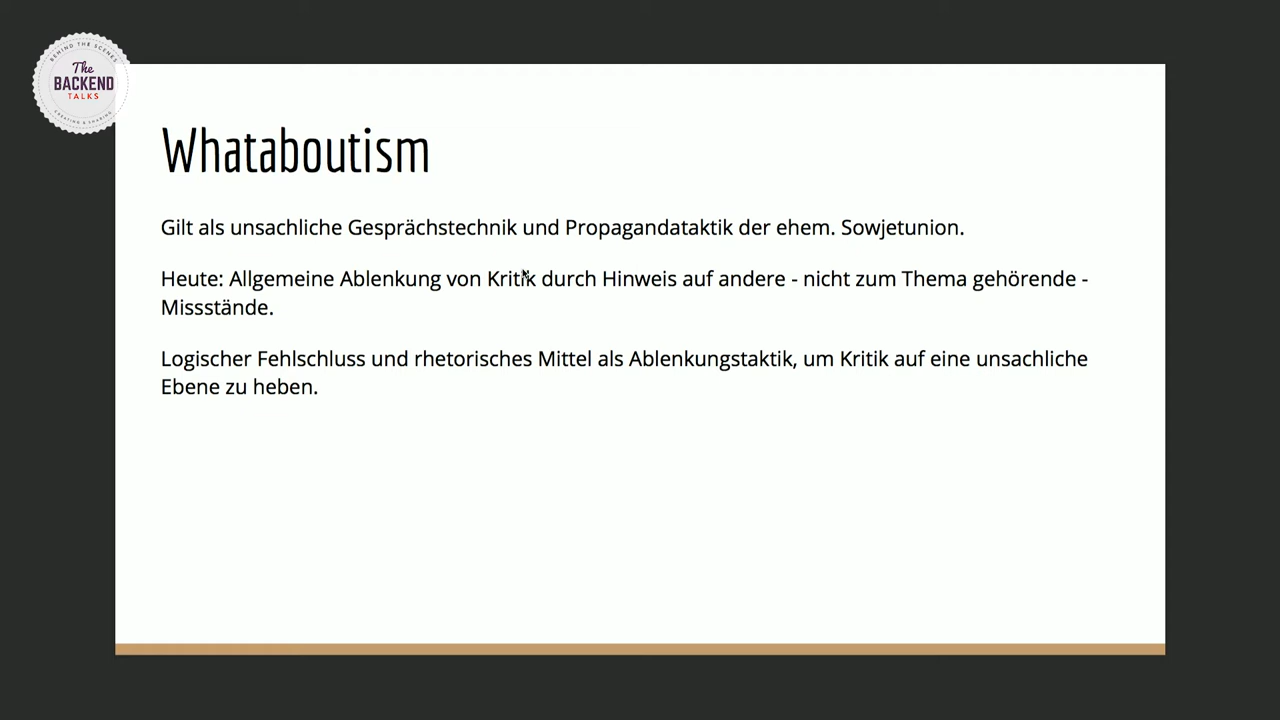 BEHIND THE SCENES
The
BACKEND
TALKS
CREATING & SHARING
Whataboutism
Gilt als unsachliche Gesprächstechnik und Propagandataktik der ehem. Sowjetunion.
Heute: Allgemeine Ablenkung von Kritik durch Hinweis auf andere - nicht zum Thema gehörende -
Missstände.
Logischer Fehlschluss und rhetorisches Mittel als Ablenkungstaktik, um Kritik auf eine unsachliche
Ebene zu heben.